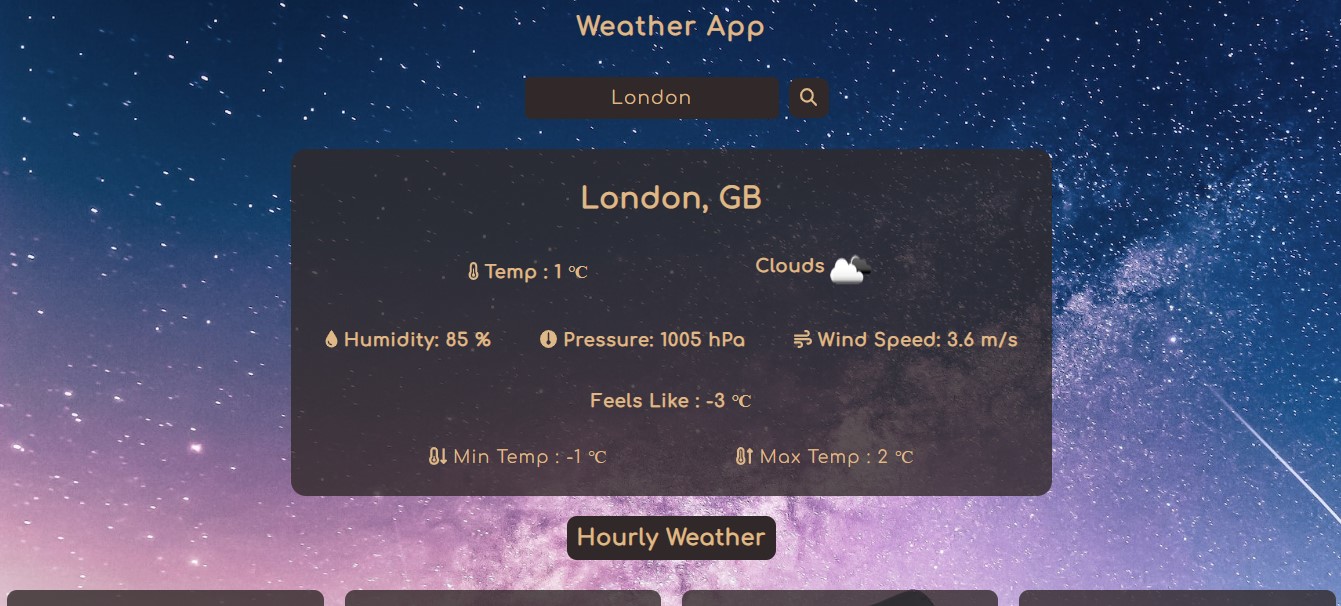 Weather App
London
London, GB
Temp : 1 °C
Clouds
Humidity: 85 %
Pressure: 1005 hPa
Wind Speed: 3.6 m/s
Feels Like : -3 °C
Min Temp : -1 °C
Max Temp : 2 °C
Hourly Weather